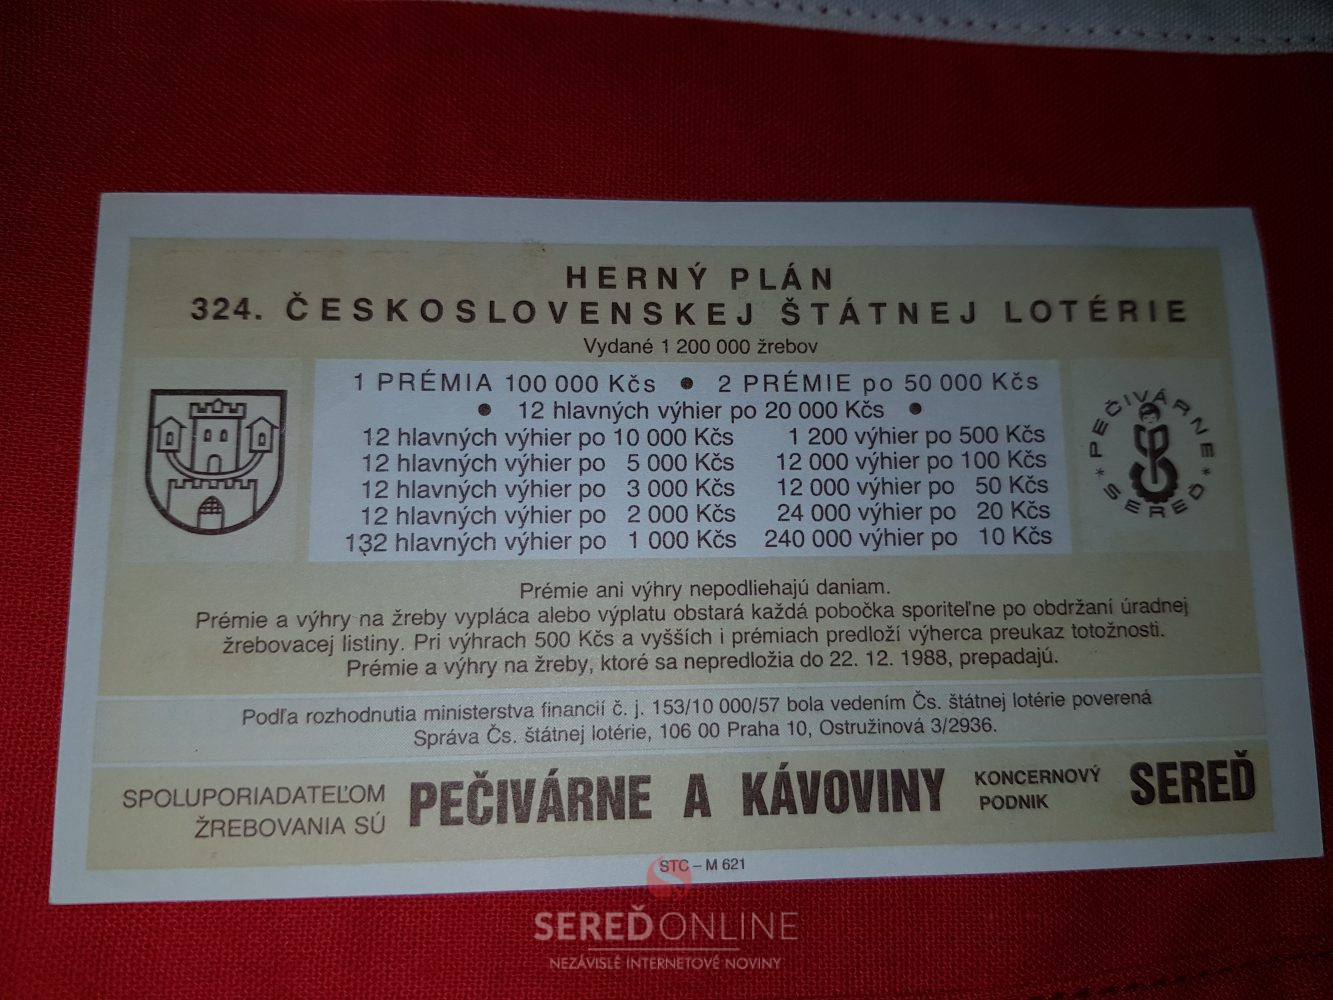 HERNÝ PLÁN
324. ČESKOSLOVENSKEJ ŠTÁTNEJ LOTÉRIE
Vydané 1 200 000 žrebov
1 PRÉMIA 100 000 Kčs ● 2 PRÉMIE po 50 000 Kčs
● 12 hlavných výhier po 20 000 Kčs ●
12 hlavných výhier po 10 000 Kčs 1 200 výhier po 500 Kčs
12 hlavných výhier po 5 000 Kčs 12 000 výhier po 100 Kčs
12 hlavných výhier po 3 000 Kčs 12 000 výhier po 50 Kčs
12 hlavných výhier po 2 000 Kčs 24 000 výhier po 20 Kčs
132 hlavných výhier po 1 000 Kčs 240 000 výhier po 10 Kčs
* PEČIVÁRNE * SEREĎ
Prémie ani výhry nepodliehajú daniam.
Prémie a výhry na žreby vypláca alebo výplatu obstará každá pobočka sporiteľne po obdržaní úradnej
žrebovacej listiny. Pri výhrach 500 Kčs a vyšších i prémiach predloží výherca preukaz totožnosti.
Prémie a výhry na žreby, ktoré sa nepredložia do 22. 12. 1988, prepadajú.
Podľa rozhodnutia ministerstva financií č. j. 153/10 000/57 bola vedením Čs. štátnej lotérie poverená
Správa Čs. štátnej lotérie, 106 00 Praha 10, Ostružinová 3/2936.
SPOLUPORIADATEĽOM
ŽREBOVANIA SÚ
PEČIVÁRNE A KÁVOVINY
KONCERNOVÝ
PODNIK
SEREĎ
STC – M 621
SEREĎONLINE
NEZÁVISLÉ INTERNETOVÉ NOVINY